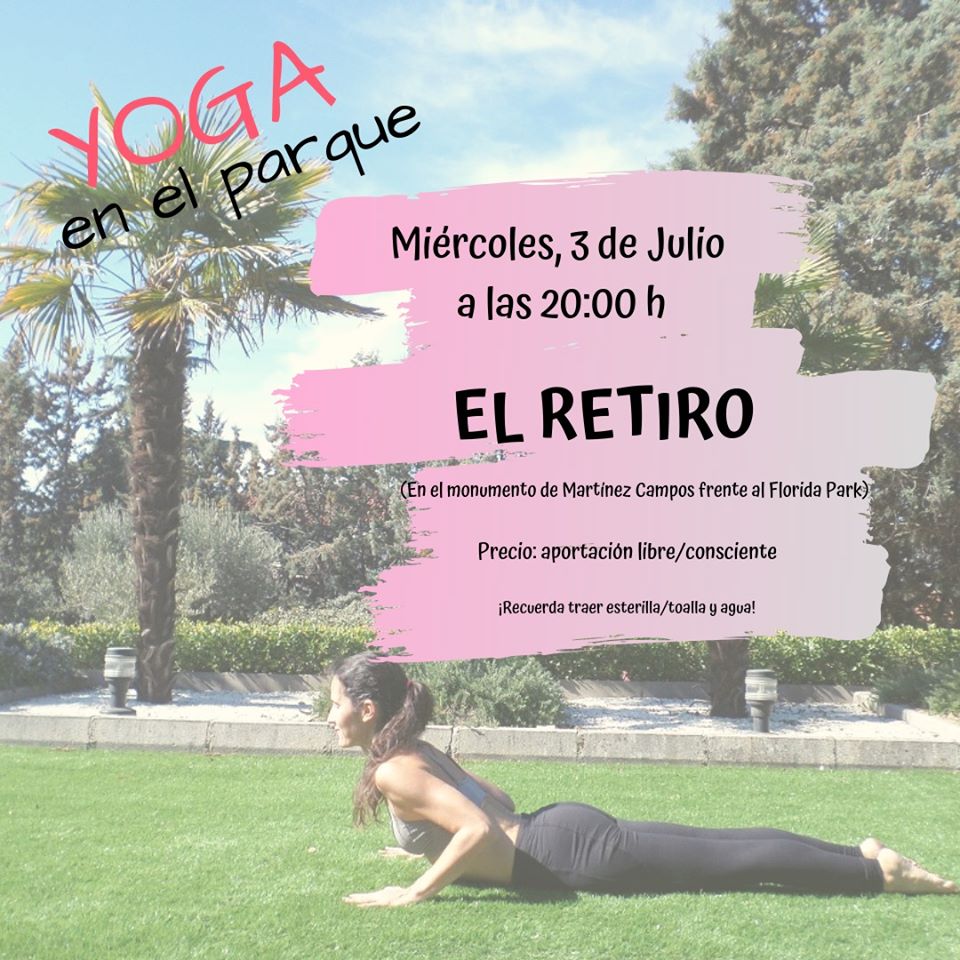 YOGA
en el parque
Miércoles, 3 de Julio
a las 20:00 h
EL RETIRO
(En el monumento de Martínez Campos frente al Florida Park)
Precio: aportación libre/consciente
¡Recuerda traer esterilla/toalla y agua!